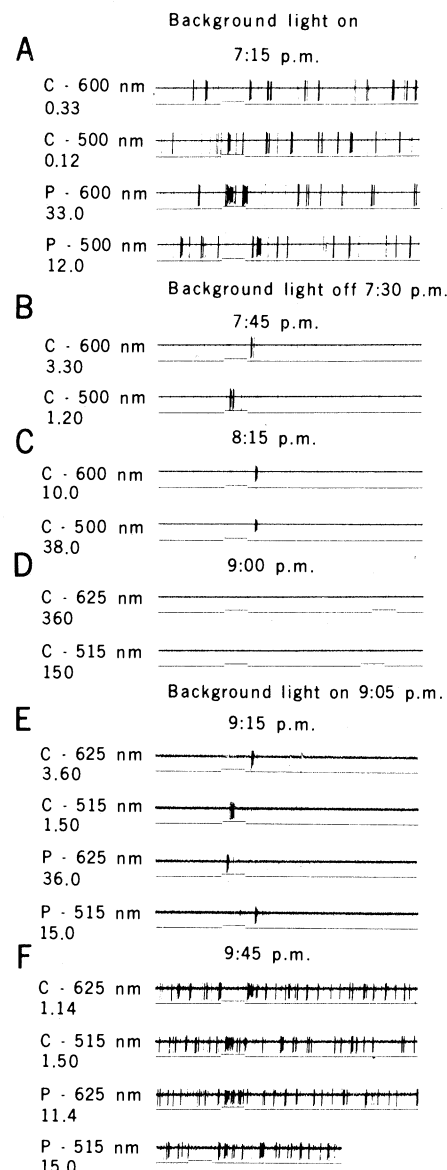 Background light on
A
7:15 p.m.
C - 600 nm
0.33
C - 500 nm
0.12
P - 600 nm
33.0
P - 500 nm
12.0
Background light off 7:30 p.m.
B
7:45 p.m.
C - 600 nm
3.30
C - 500 nm
1.20
C
8:15 p.m.
C - 600 nm
10.0
C - 500 nm
38.0
D
9:00 p.m.
C - 625 nm
360
C - 515 nm
150
Background light on 9:05 p.m.
E
9:15 p.m.
C - 625 nm
3.60
C - 515 nm
1.50
P - 625 nm
36.0
P - 515 nm
15.0
F
9:45 p.m.
C - 625 nm
1.14
C - 515 nm
1.50
P - 625 nm
11.4
P - 515 nm
15.0